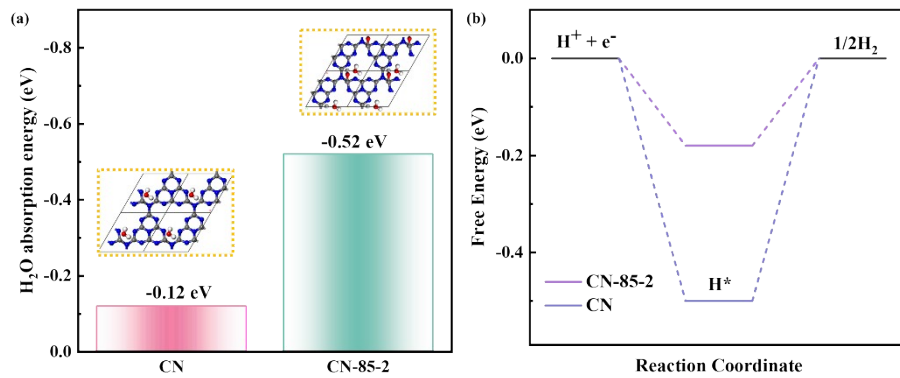 (a)
H₂O absorption energy (eV)
-0.8
-0.6
-0.4
-0.2
0.0
-0.12 eV
-0.52 eV
CN
CN-85-2
(b)
Free Energy (eV)
0.0
-0.2
-0.4
H⁺ + e⁻
1/2H₂
H*
CN-85-2
CN
Reaction Coordinate